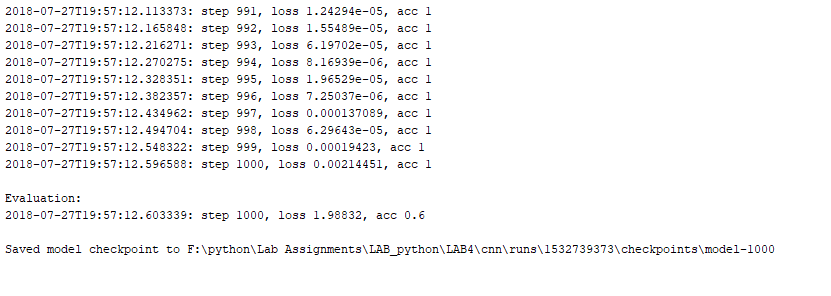 2018-07-27T19:57:12.113373: step 991, loss 1.24294e-05, acc 1
2018-07-27T19:57:12.165848: step 992, loss 1.55489e-05, acc 1
2018-07-27T19:57:12.216271: step 993, loss 6.19702e-05, acc 1
2018-07-27T19:57:12.270275: step 994, loss 8.16939e-06, acc 1
2018-07-27T19:57:12.328351: step 995, loss 1.96529e-05, acc 1
2018-07-27T19:57:12.382357: step 996, loss 7.25037e-06, acc 1
2018-07-27T19:57:12.434962: step 997, loss 0.000137089, acc 1
2018-07-27T19:57:12.494704: step 998, loss 6.29643e-05, acc 1
2018-07-27T19:57:12.548322: step 999, loss 0.00019423, acc 1
2018-07-27T19:57:12.596588: step 1000, loss 0.00214451, acc 1
Evaluation:
2018-07-27T19:57:12.603339: step 1000, loss 1.98832, acc 0.6
Saved model checkpoint to F:\python\Lab Assignments\LAB_python\LAB4\cnn\runs\1532739373\checkpoints\model-1000